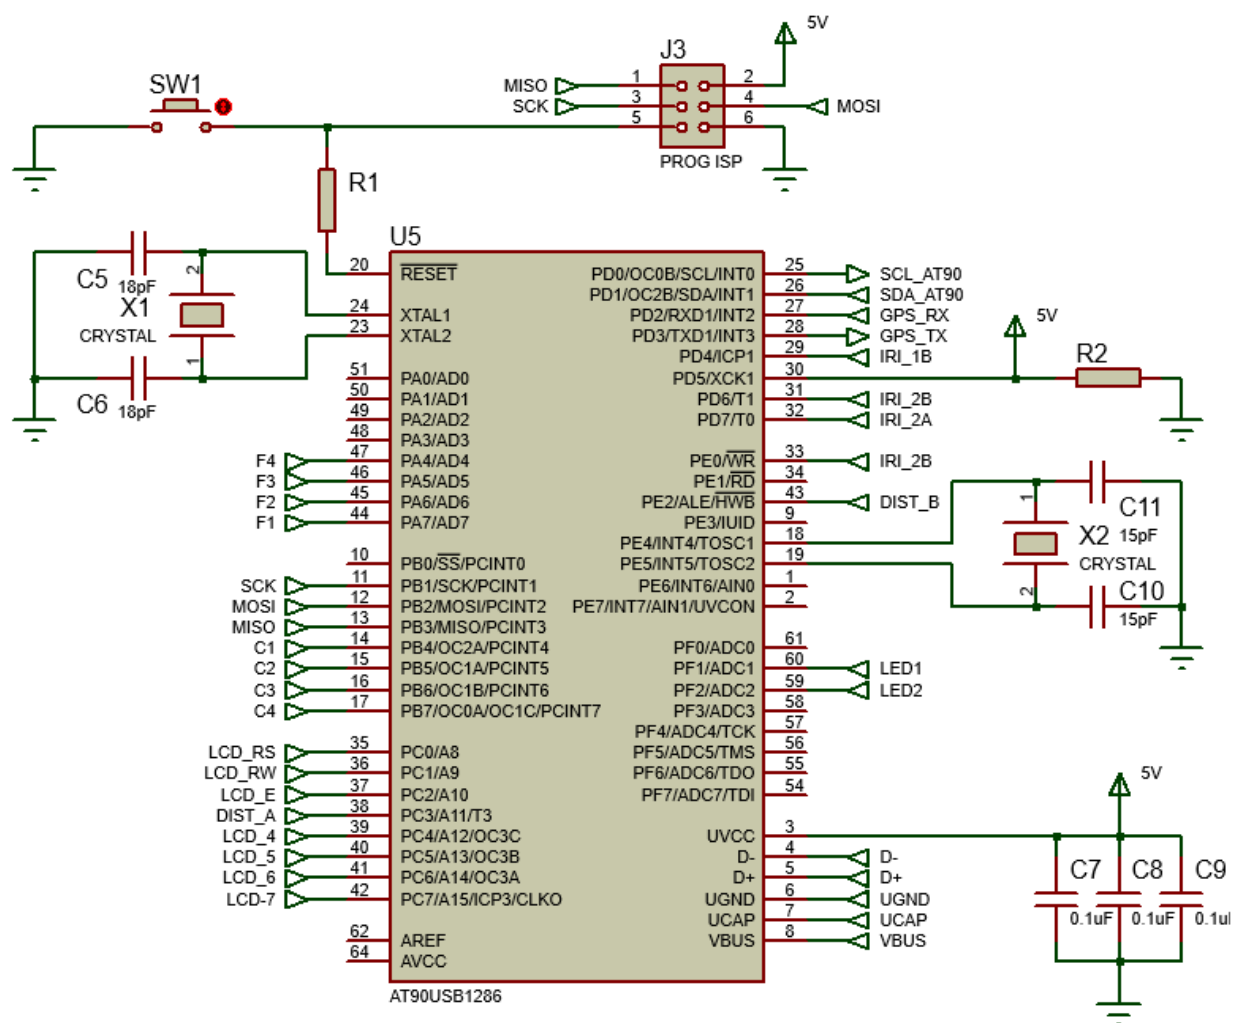 5V
J3
SW1
MISO 1 2
SCK 3 4 MOSI
5 6
PROG ISP
R1
U5
20 RESET PD0/OC0B/SCL/INT0 25 SCL_AT90
PD1/OC2B/SDA/INT1 26 SDA_AT90
C5 18pF 2
24 XTAL1 PD2/RXD1/INT2 27 GPS_RX
X1
23 XTAL2 PD3/TXD1/INT3 28 GPS_TX
CRYSTAL
1
5V
PD4/ICP1 29 IRI_1B
R2
51 PA0/AD0 PD5/XCK1 30
C6 18pF
50 PA1/AD1 PD6/T1 31 IRI_2B
49 PA2/AD2 PD7/T0 32 IRI_2A
48 PA3/AD3
F4 47 PA4/AD4 PE0/WR 33 IRI_2B
F3 46 PA5/AD5 PE1/RD 34
F2 45 PA6/AD6 PE2/ALE/HWB 43 DIST_B
F1 44 PA7/AD7 PE3/IUID 9
1 C11
15pF
PE4/INT4/TOSC1 18
X2
CRYSTAL
10 PB0/SS/PCINT0 PE5/INT5/TOSC2 19
2 C10
15pF
SCK 11 PB1/SCK/PCINT1 PE6/INT6/AIN0 1
MOSI 12 PB2/MOSI/PCINT2 PE7/INT7/AIN1/UVCON 2
MISO 13 PB3/MISO/PCINT3
C1 14 PB4/OC2A/PCINT4 PF0/ADC0 61
C2 15 PB5/OC1A/PCINT5 PF1/ADC1 60 LED1
C3 16 PB6/OC1B/PCINT6 PF2/ADC2 59 LED2
C4 17 PB7/OC0A/OC1C/PCINT7 PF3/ADC3 58
PF4/ADC4/TCK 57
LCD_RS 35 PC0/A8 PF5/ADC5/TMS 56
LCD_RW 36 PC1/A9 PF6/ADC6/TDO 55
LCD_E 37 PC2/A10 PF7/ADC7/TDI 54
5V
DIST_A 38 PC3/A11/T3
LCD_4 39 PC4/A12/OC3C UVCC 3
LCD_5 40 PC5/A13/OC3B D- 4 D-
LCD_6 41 PC6/A14/OC3A D+ 5 D+
C7 C8 C9
LCD-7 42 PC7/A15/ICP3/CLKO UGND 6 UGND
UCAP 7 UCAP
0.1uF 0.1uF
62 AREF VBUS 8 VBUS
64 AVCC
AT90USB1286